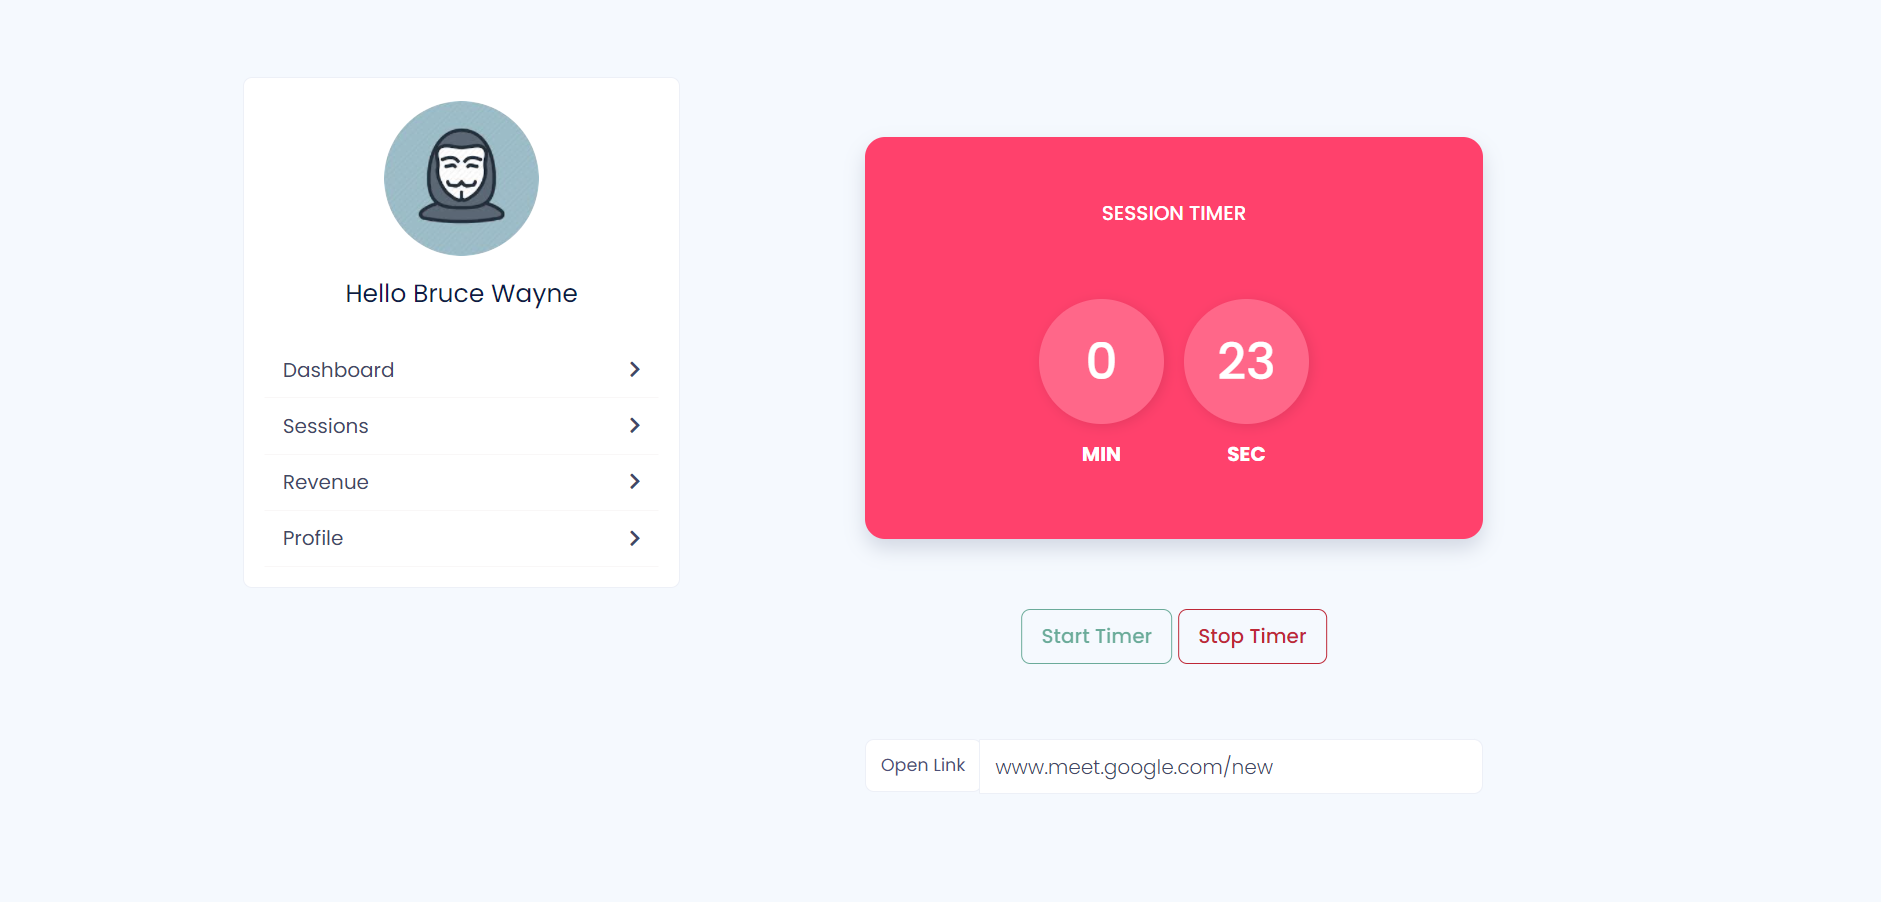 Hello Bruce Wayne
Dashboard
Sessions
Revenue
Profile
SESSION TIMER
0 23
MIN SEC
Start Timer Stop Timer
Open Link www.meet.google.com/new